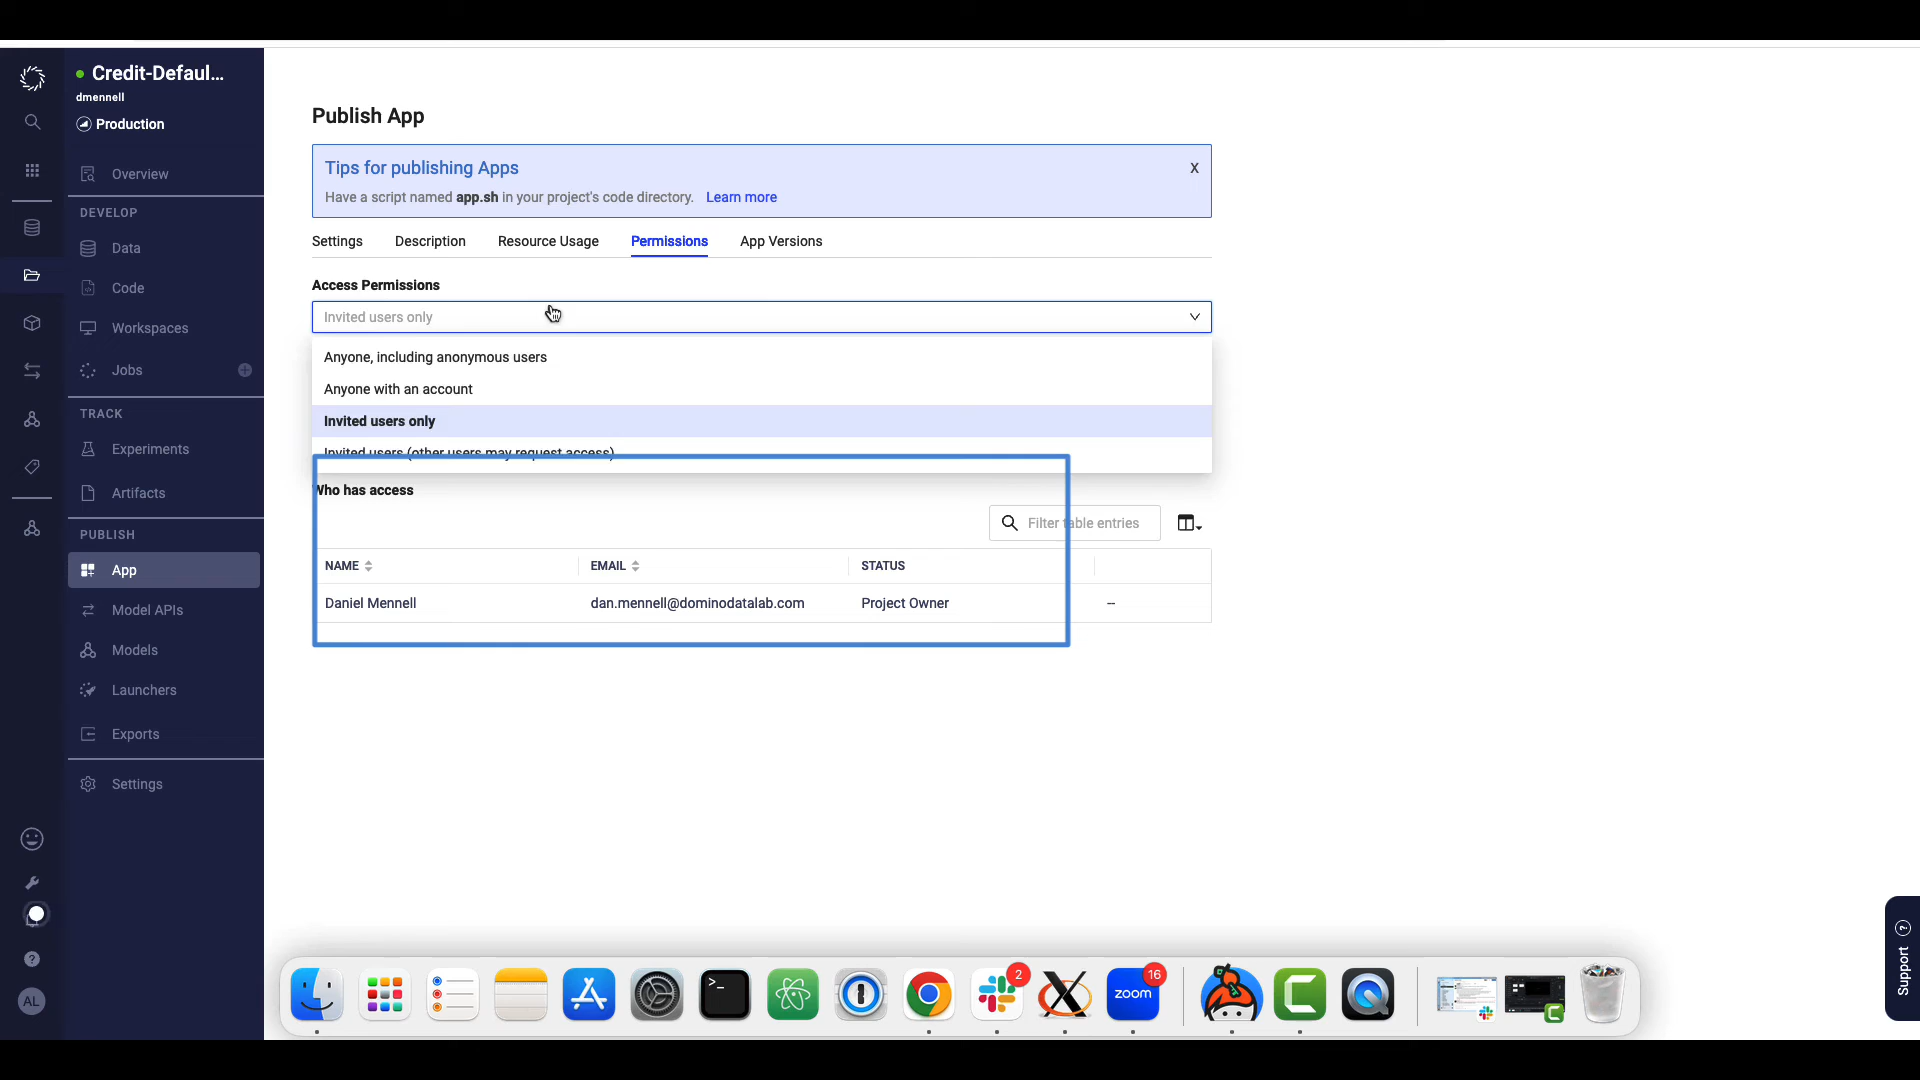 Credit-Defaul...
dmennell
Production
Overview
DEVELOP
Data
Code
Workspaces
Jobs
TRACK
Experiments
Artifacts
PUBLISH
App
Model APIs
Models
Launchers
Exports
Settings
AL
Publish App
Tips for publishing Apps
X
Have a script named app.sh in your project's code directory. Learn more
Settings Description Resource Usage Permissions App Versions
Access Permissions
Invited users only
Anyone, including anonymous users
Anyone with an account
Invited users only
Invited users (other users may request access)
Who has access
Filter table entries
NAME EMAIL STATUS
Daniel Mennell dan.mennell@dominodatalab.com Project Owner --
Support ?
2
16
zoom